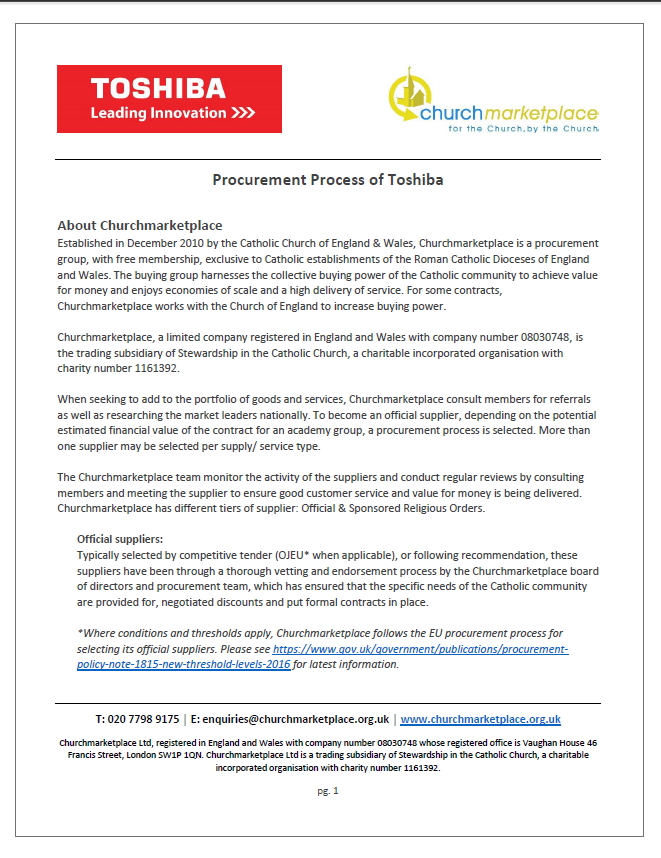 TOSHIBA
Leading Innovation >>>
churchmarketplace
for the Church, by the Church
Procurement Process of Toshiba
About Churchmarketplace
Established in December 2010 by the Catholic Church of England & Wales, Churchmarketplace is a procurement
group, with free membership, exclusive to Catholic establishments of the Roman Catholic Dioceses of England
and Wales. The buying group harnesses the collective buying power of the Catholic community to achieve value
for money and enjoys economies of scale and a high delivery of service. For some contracts,
Churchmarketplace works with the Church of England to increase buying power.
Churchmarketplace, a limited company registered in England and Wales with company number 08030748, is
the trading subsidiary of Stewardship in the Catholic Church, a charitable incorporated organisation with
charity number 1161392.
When seeking to add to the portfolio of goods and services, Churchmarketplace consult members for referrals
as well as researching the market leaders nationally. To become an official supplier, depending on the potential
estimated financial value of the contract for an academy group, a procurement process is selected. More than
one supplier may be selected per supply/ service type.
The Churchmarketplace team monitor the activity of the suppliers and conduct regular reviews by consulting
members and meeting the supplier to ensure good customer service and value for money is being delivered.
Churchmarketplace has different tiers of supplier: Official & Sponsored Religious Orders.
Official suppliers:
Typically selected by competitive tender (OJEU* when applicable), or following recommendation, these
suppliers have been through a thorough vetting and endorsement process by the Churchmarketplace board
of directors and procurement team, which has ensured that the specific needs of the Catholic community
are provided for, negotiated discounts and put formal contracts in place.
*Where conditions and thresholds apply, Churchmarketplace follows the EU procurement process for
selecting its official suppliers. Please see https://www.gov.uk/government/publications/procurement-
policy-note-1815-new-threshold-levels-2016 for latest information.
T: 020 7798 9175 | E: enquiries@churchmarketplace.org.uk | www.churchmarketplace.org.uk
Churchmarketplace Ltd, registered in England and Wales with company number 08030748 whose registered office is Vaughan House 46
Francis Street, London SW1P 1QN. Churchmarketplace Ltd is a trading subsidiary of Stewardship in the Catholic Church, a charitable
incorporated organisation with charity number 1161392.
pg. 1